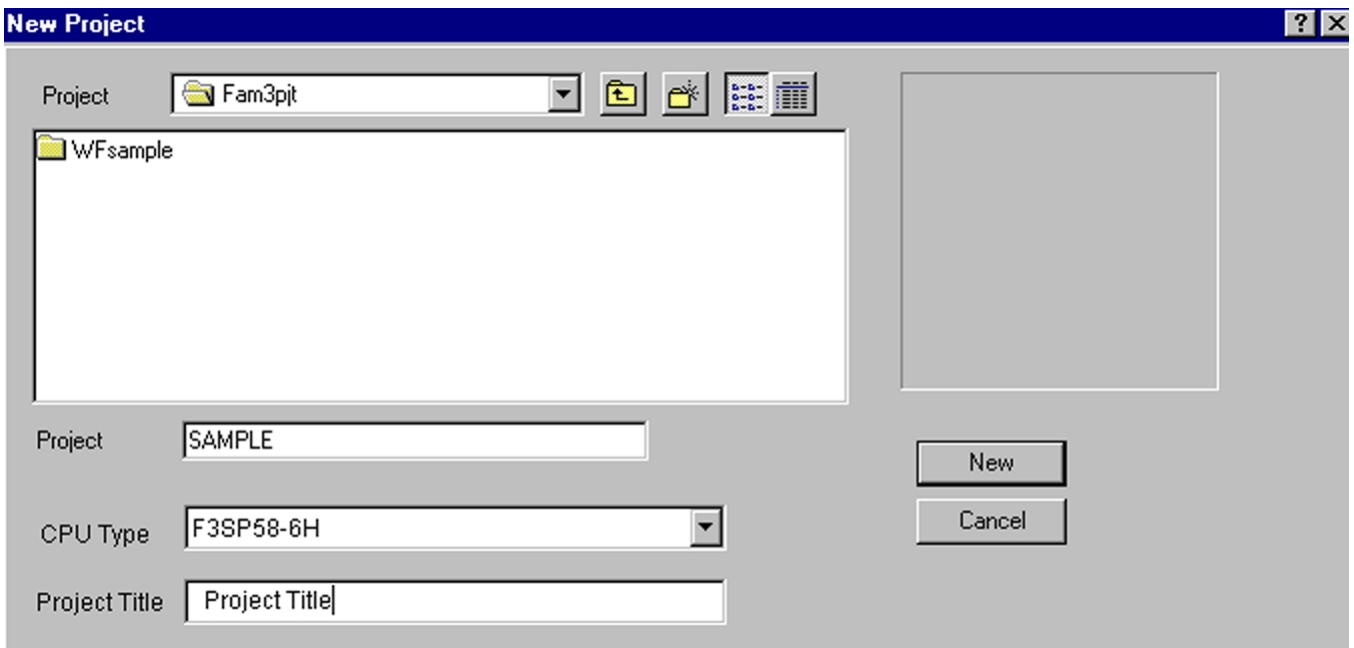 New Project
Project Fam3pjt
WFsample
Project SAMPLE
New
CPU Type F3SP58-6H
Cancel
Project Title Project Title